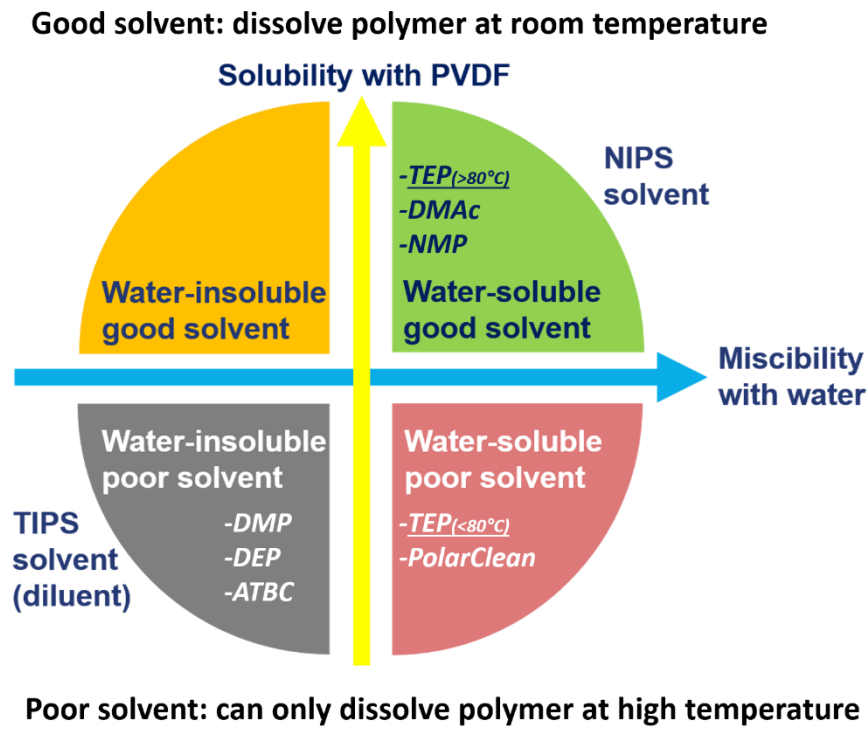 Good solvent: dissolve polymer at room temperature
Solubility with PVDF
-TEP(>80°C)
-DMAc
-NMP
NIPS
solvent
Water-insoluble
good solvent
Water-soluble
good solvent
Miscibility
with water
Water-insoluble
poor solvent
-DMP
-DEP
-ATBC
Water-soluble
poor solvent
-TEP(<80°C)
-PolarClean
TIPS
solvent
(diluent)
Poor solvent: can only dissolve polymer at high temperature